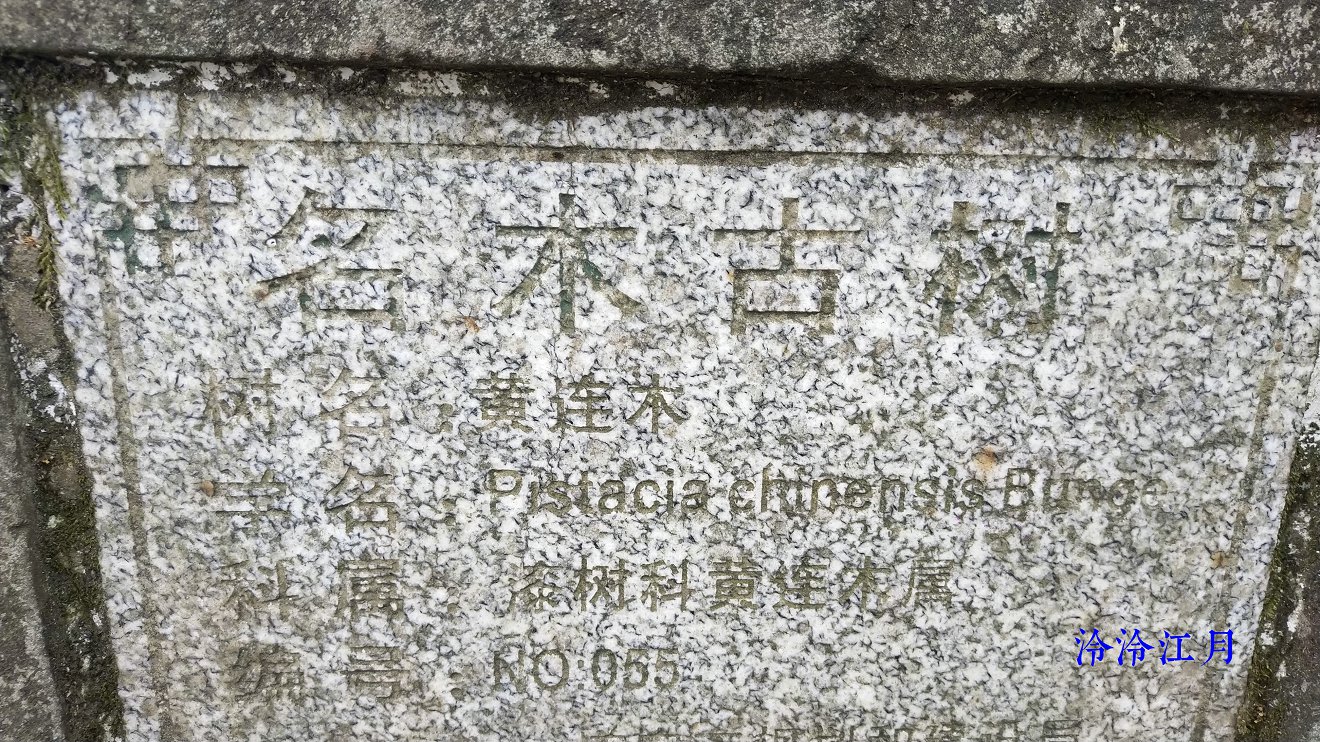 名木古树
树 名：黄连木
学 名：Pistacia chinensis Bunge
科 属：漆树科黄连木属
编 号：NO:055
泠泠江月